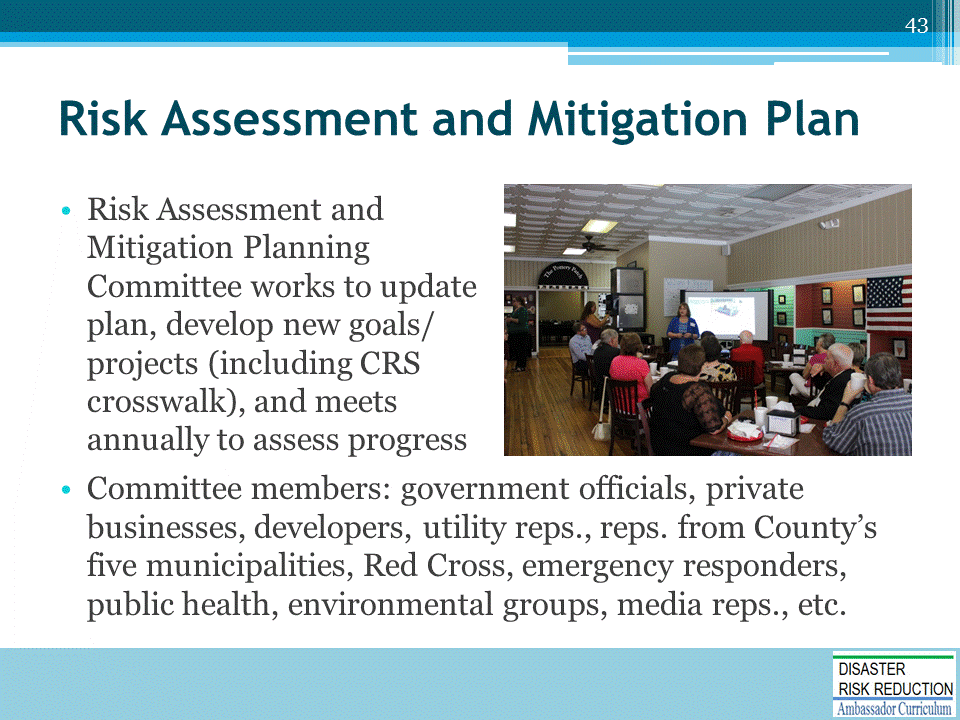 43
Risk Assessment and Mitigation Plan
• Risk Assessment and
Mitigation Planning
Committee works to update
plan, develop new goals/
projects (including CRS
crosswalk), and meets
annually to assess progress
The Pottery Patch
• Committee members: government officials, private
businesses, developers, utility reps., reps. from County’s
five municipalities, Red Cross, emergency responders,
public health, environmental groups, media reps., etc.
DISASTER
RISK REDUCTION
Ambassador Curriculum